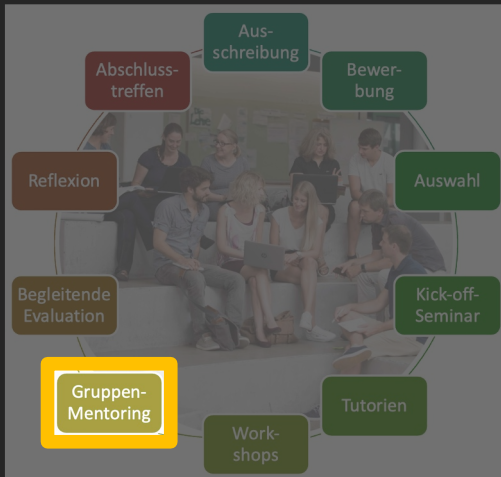 Aus-
schreibung
Bewer-
bung
Auswahl
Kick-off-
Seminar
Tutorien
Work-
shops
Gruppen-
Mentoring
Begleitende
Evaluation
Reflexion
Abschluss-
treffen